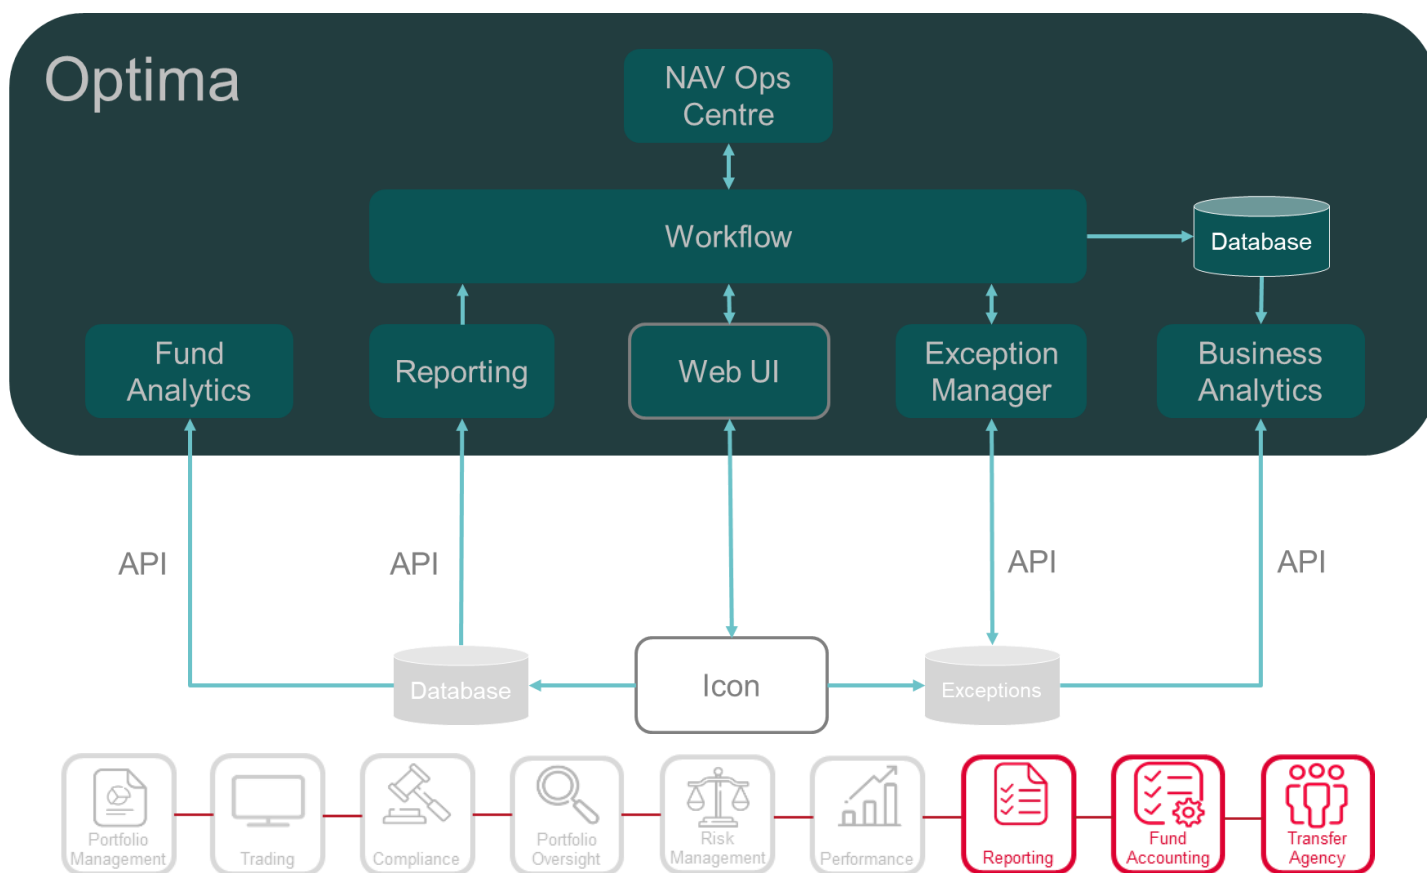 Optima
NAV Ops
Centre
Workflow
Database
Fund
Analytics
Reporting
Web UI
Exception
Manager
Business
Analytics
API
API
API
API
Database
Icon
Exceptions
Portfolio
Management
Trading
Compliance
Portfolio
Oversight
Risk
Management
Performance
Reporting
Fund
Accounting
Transfer
Agency